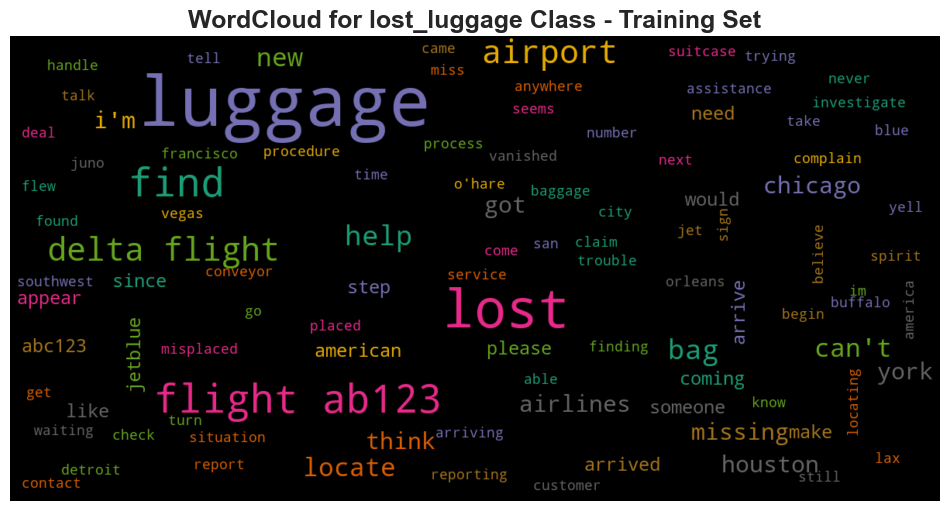 WordCloud for lost_luggage Class - Training Set
handle
tell
new
came
airport
suitcase
trying
miss
luggage
talk
i'm
anywhere
assistance
never
investigate
seems
need
take
blue
deal
number
juno
francisco
procedure
process
vanished
next
complain
find
time
o'hare
baggage
chicago
flew
got
would
yell
found
vegas
city
help
jet
sign
delta flight
come
san
claim
trouble
believe
spirit
southwest
since
conveyor
service
step
orleans
im
appear
buffalo
arrive
america
go
placed
lost
begin
abc123
jetblue
misplaced
american
please
finding
bag
can't
york
get
flight ab123
able
coming
like
airlines
someone
know
locating
waiting
check
turn
situation
think
arriving
missing
make
detroit
report
locate
reporting
arrived
houston
lax
contact
customer
still